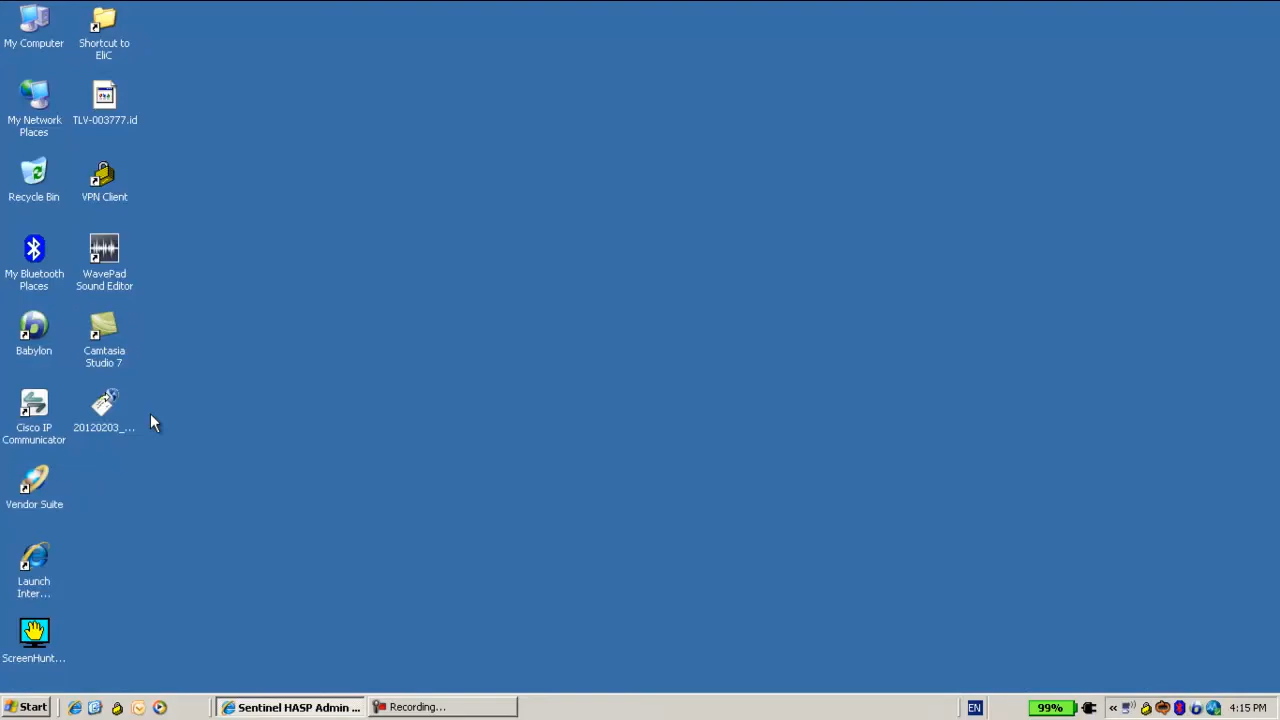 My Computer
Shortcut to
EliC
My Network
Places
TLV-003777.id
Recycle Bin
VPN Client
My Bluetooth
Places
WavePad
Sound Editor
Babylon
Camtasia
Studio 7
Cisco IP
Communicator
20120203_...
Vendor Suite
Launch
Inter...
ScreenHunt...
Start
Sentinel HASP Admin ...
Recording...
EN
99%
«
4:15 PM